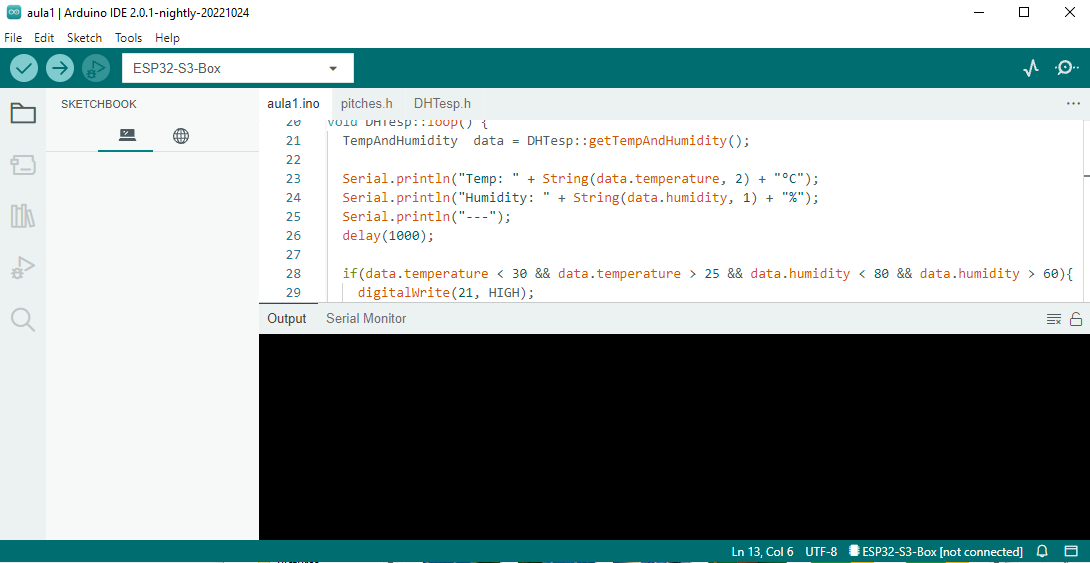 aula1 | Arduino IDE 2.0.1-nightly-20221024
File Edit Sketch Tools Help
ESP32-S3-Box
SKETCHBOOK
aula1.ino pitches.h DHTesp.h
20 void DHTesp::loop() {
21 TempAndHumidity  data = DHTesp::getTempAndHumidity();
22
23 Serial.println("Temp: " + String(data.temperature, 2) + "°C");
24 Serial.println("Humidity: " + String(data.humidity, 1) + "%");
25 Serial.println("---");
26 delay(1000);
27
28 if(data.temperature < 30 && data.temperature > 25 && data.humidity < 80 && data.humidity > 60){
29 digitalWrite(21, HIGH);
Output Serial Monitor
Ln 13, Col 6 UTF-8 ESP32-S3-Box [not connected]